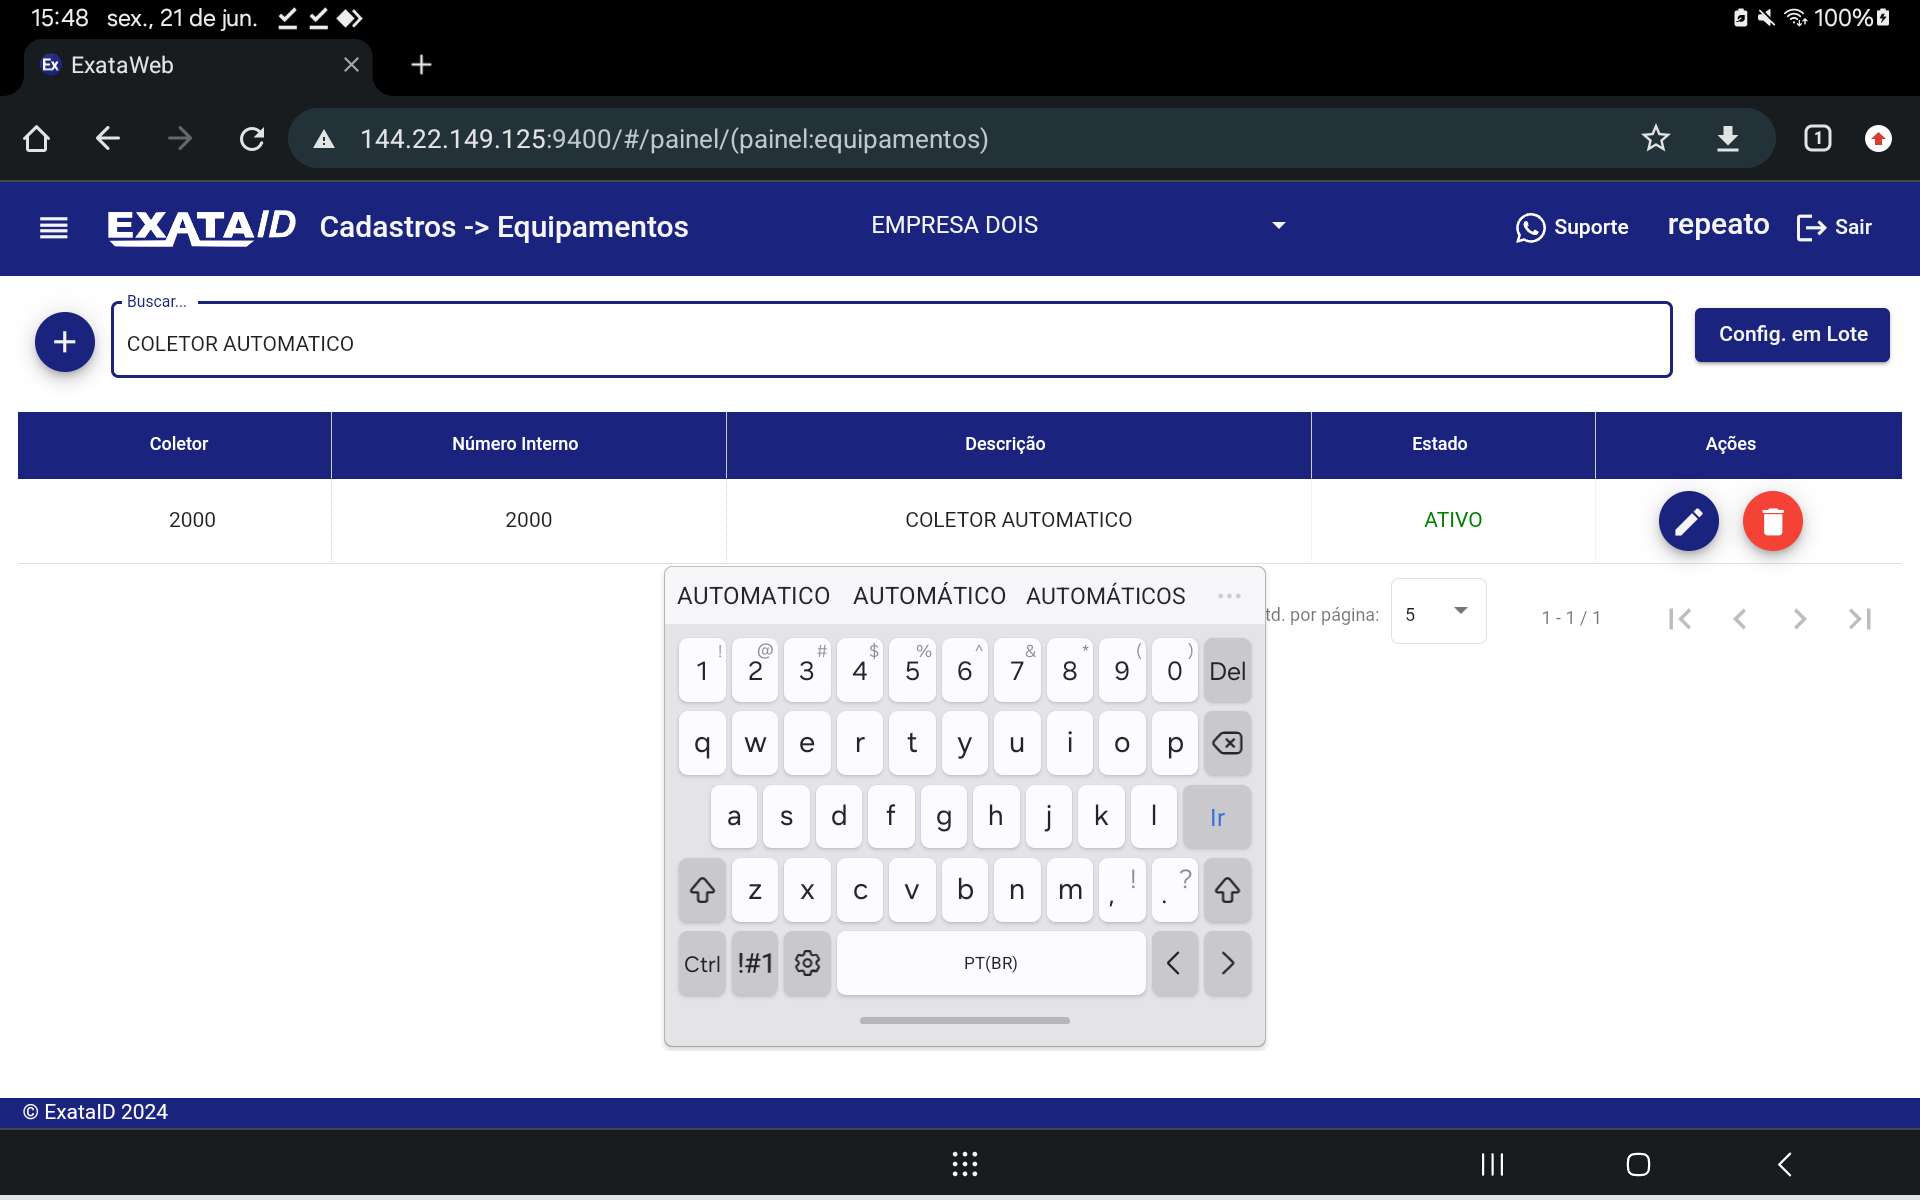 15:48 sex., 21 de jun. 100%
Ex ExataWeb
144.22.149.125:9400/#/painel/(painel:equipamentos) 1
EXATAID Cadastros -> Equipamentos EMPRESA DOIS Suporte repeato Sair
Buscar...
COLETOR AUTOMATICO
Config. em Lote
Coletor Número Interno Descrição Estado Ações
2000 2000 COLETOR AUTOMATICO ATIVO
AUTOMATICO AUTOMÁTICO AUTOMÁTICOS ...
td. por página: 5 1 - 1 / 1
! @ # $ % ^ & * ( )
1 2 3 4 5 6 7 8 9 0 Del
q w e r t y u i o p
a s d f g h j k l Ir
z x c v b n m , ! . ?
Ctrl !#1 PT(BR) < >
© ExataID 2024